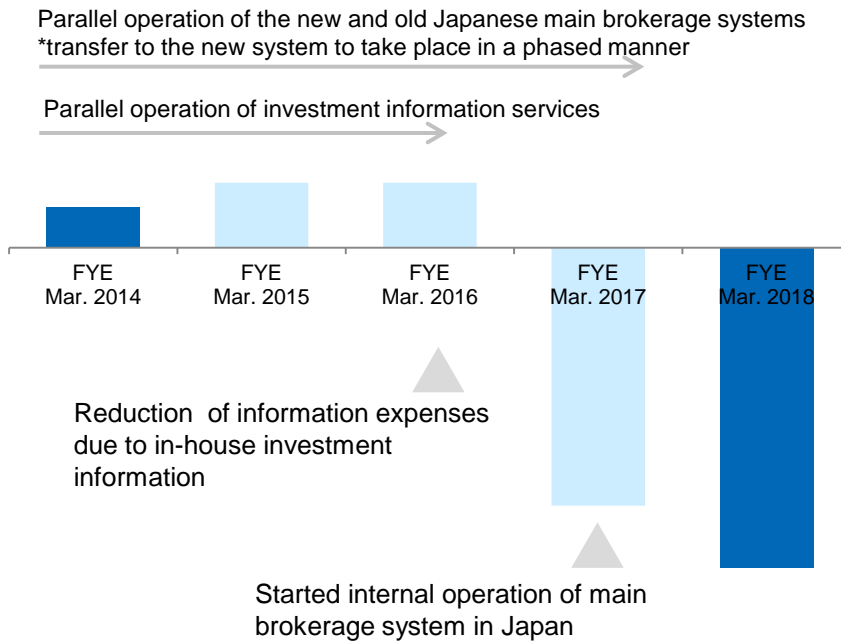 Parallel operation of the new and old Japanese main brokerage systems
*transfer to the new system to take place in a phased manner
Parallel operation of investment information services
FYE
Mar. 2014
FYE
Mar. 2015
FYE
Mar. 2016
FYE
Mar. 2017
FYE
Mar. 2018
Reduction  of information expenses
due to in-house investment
information
Started internal operation of main
brokerage system in Japan